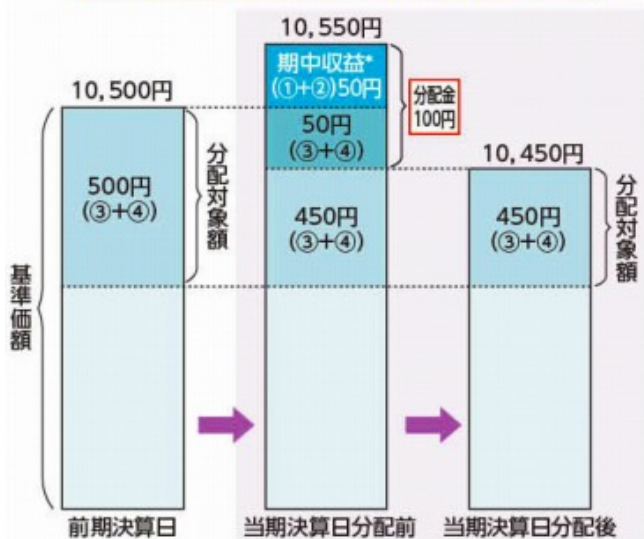 10,550円
期中収益*
(①+②)50円
分配金
100円
10,500円
50円
(③+④)
10,450円
500円
(③+④)
分配対象額
450円
(③+④)
450円
(③+④)
分配対象額
基準価額
前期決算日
当期決算日分配前
当期決算日分配後